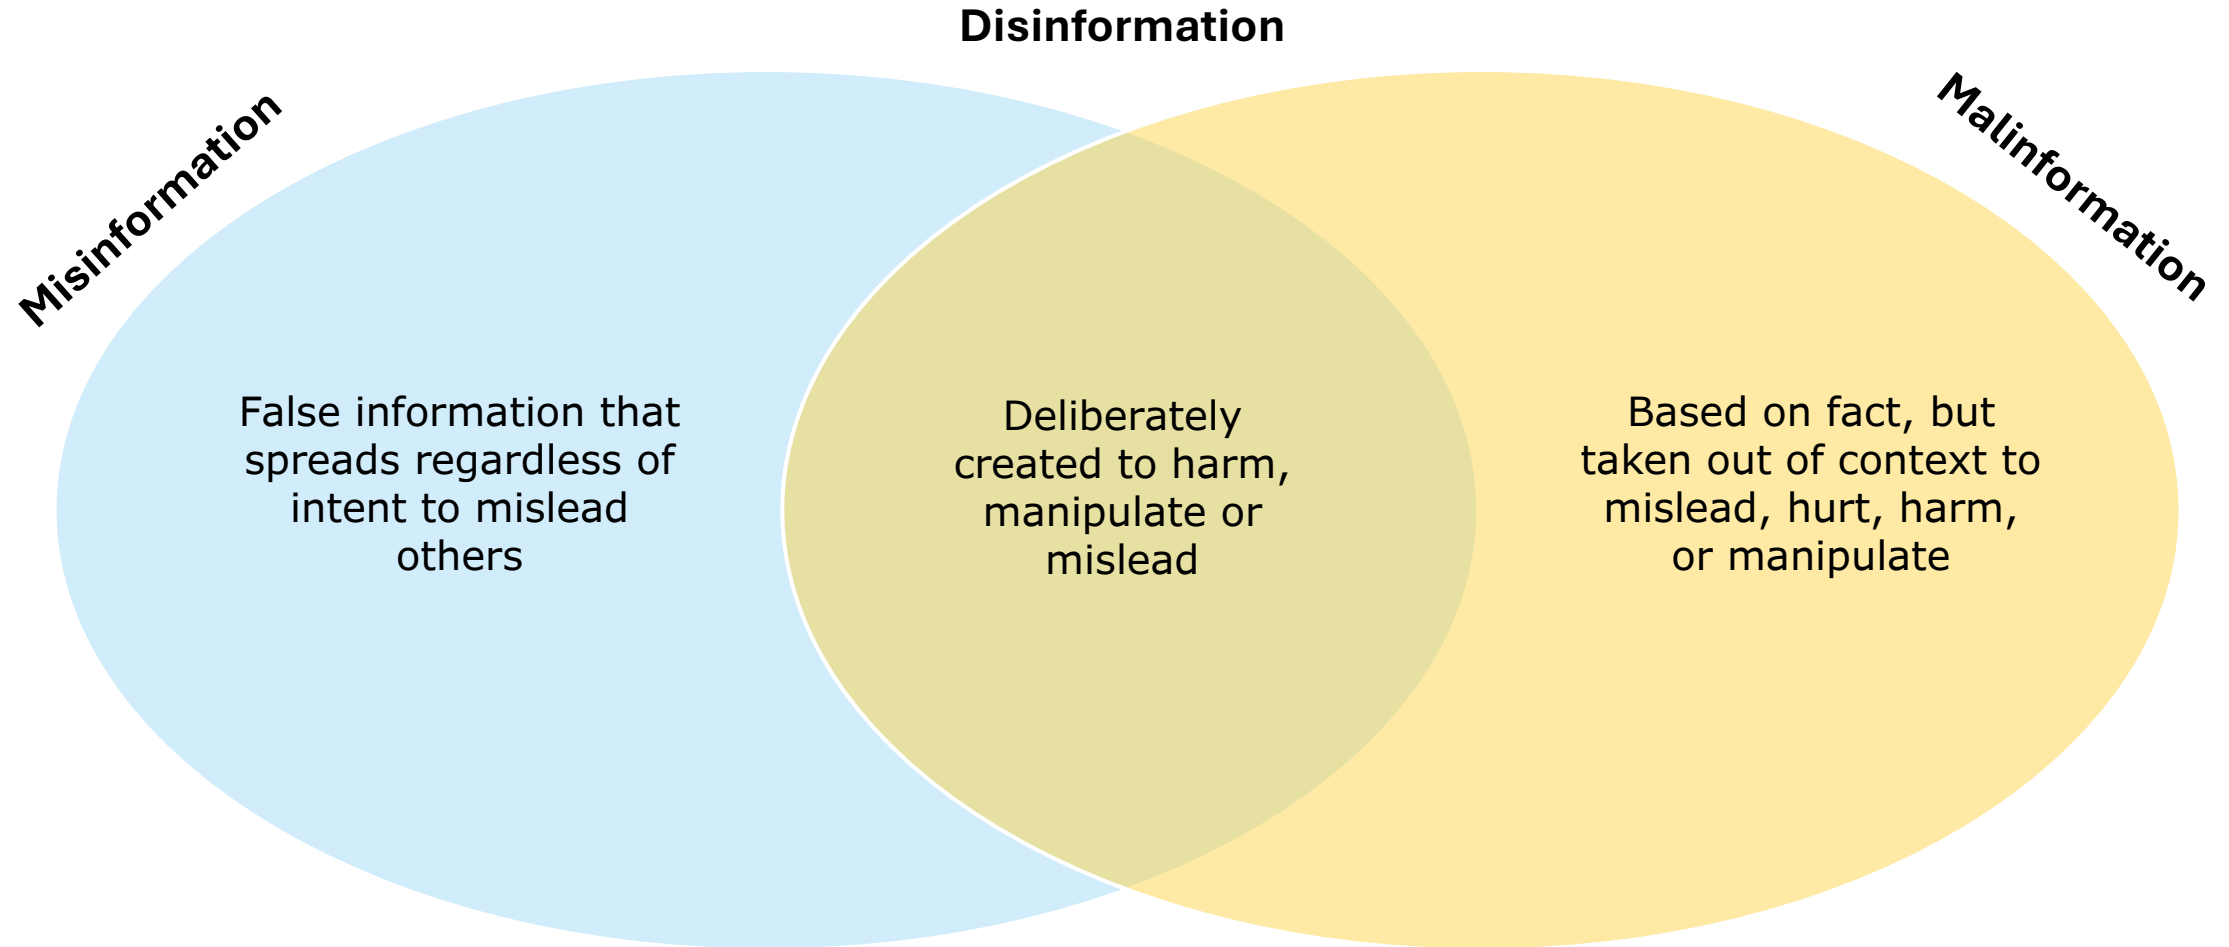 Disinformation
Misinformation
Malinformation
False information that
spreads regardless of
intent to mislead
others
Deliberately
created to harm,
manipulate or
mislead
Based on fact, but
taken out of context to
mislead, hurt, harm,
or manipulate